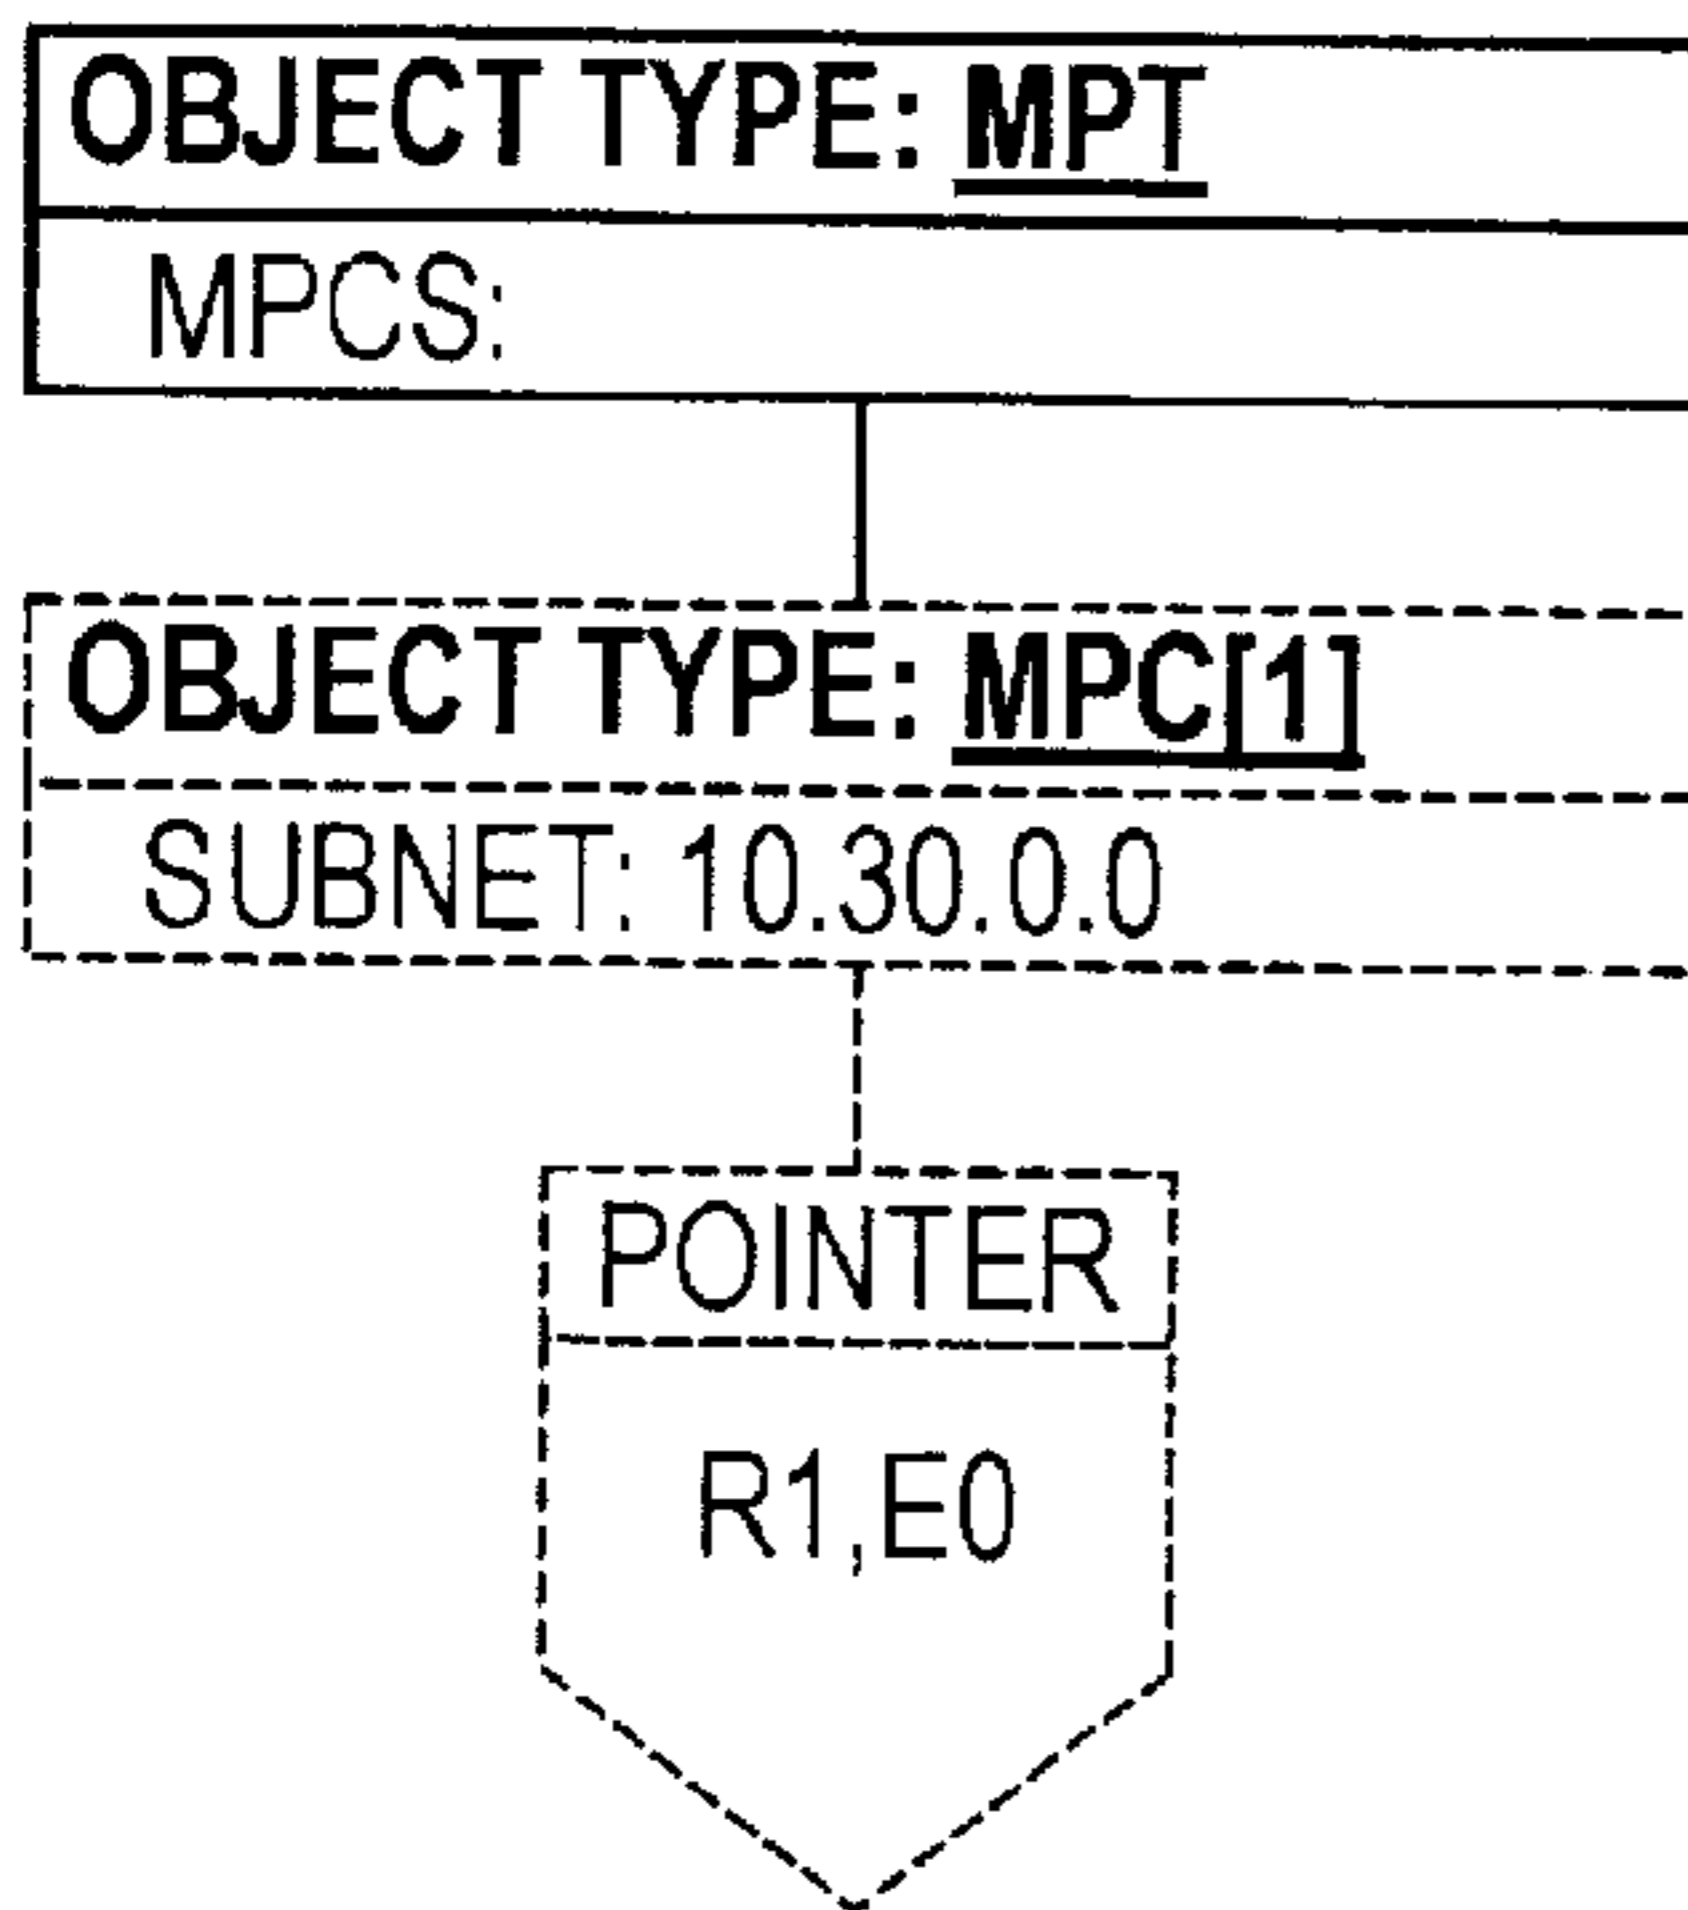 OBJECT TYPE: MPT
MPCS:
OBJECT TYPE: MPC[1]
SUBNET: 10.30.0.0
POINTER
R1,E0